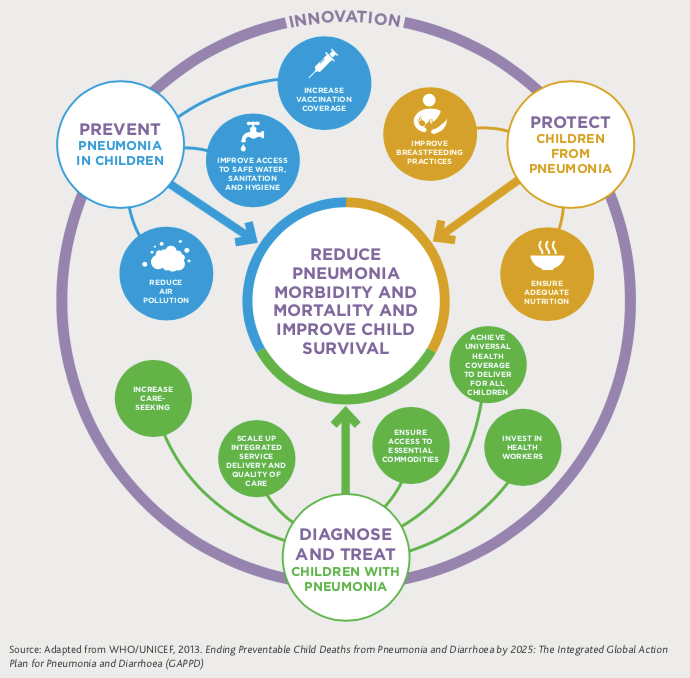 INNOVATION
INCREASE
VACCINATION
COVERAGE
PREVENT
PNEUMONIA
IN CHILDREN
IMPROVE ACCESS
TO SAFE WATER,
SANITATION
AND HYGIENE
REDUCE
AIR
POLLUTION
IMPROVE
BREASTFEEDING
PRACTICES
PROTECT
CHILDREN
FROM
PNEUMONIA
ENSURE
ADEQUATE
NUTRITION
REDUCE
PNEUMONIA
MORBIDITY AND
MORTALITY AND
IMPROVE CHILD
SURVIVAL
INCREASE
CARE-
SEEKING
SCALE UP
INTEGRATED
SERVICE
DELIVERY AND
QUALITY OF
CARE
ENSURE
ACCESS TO
ESSENTIAL
COMMODITIES
ACHIEVE
UNIVERSAL
HEALTH
COVERAGE
TO DELIVER
FOR ALL
CHILDREN
INVEST IN
HEALTH
WORKERS
DIAGNOSE
AND TREAT
CHILDREN WITH
PNEUMONIA
Source: Adapted from WHO/UNICEF, 2013. Ending Preventable Child Deaths from Pneumonia and Diarrhoea by 2025: The Integrated Global Action
Plan for Pneumonia and Diarrhoea (GAPPD)